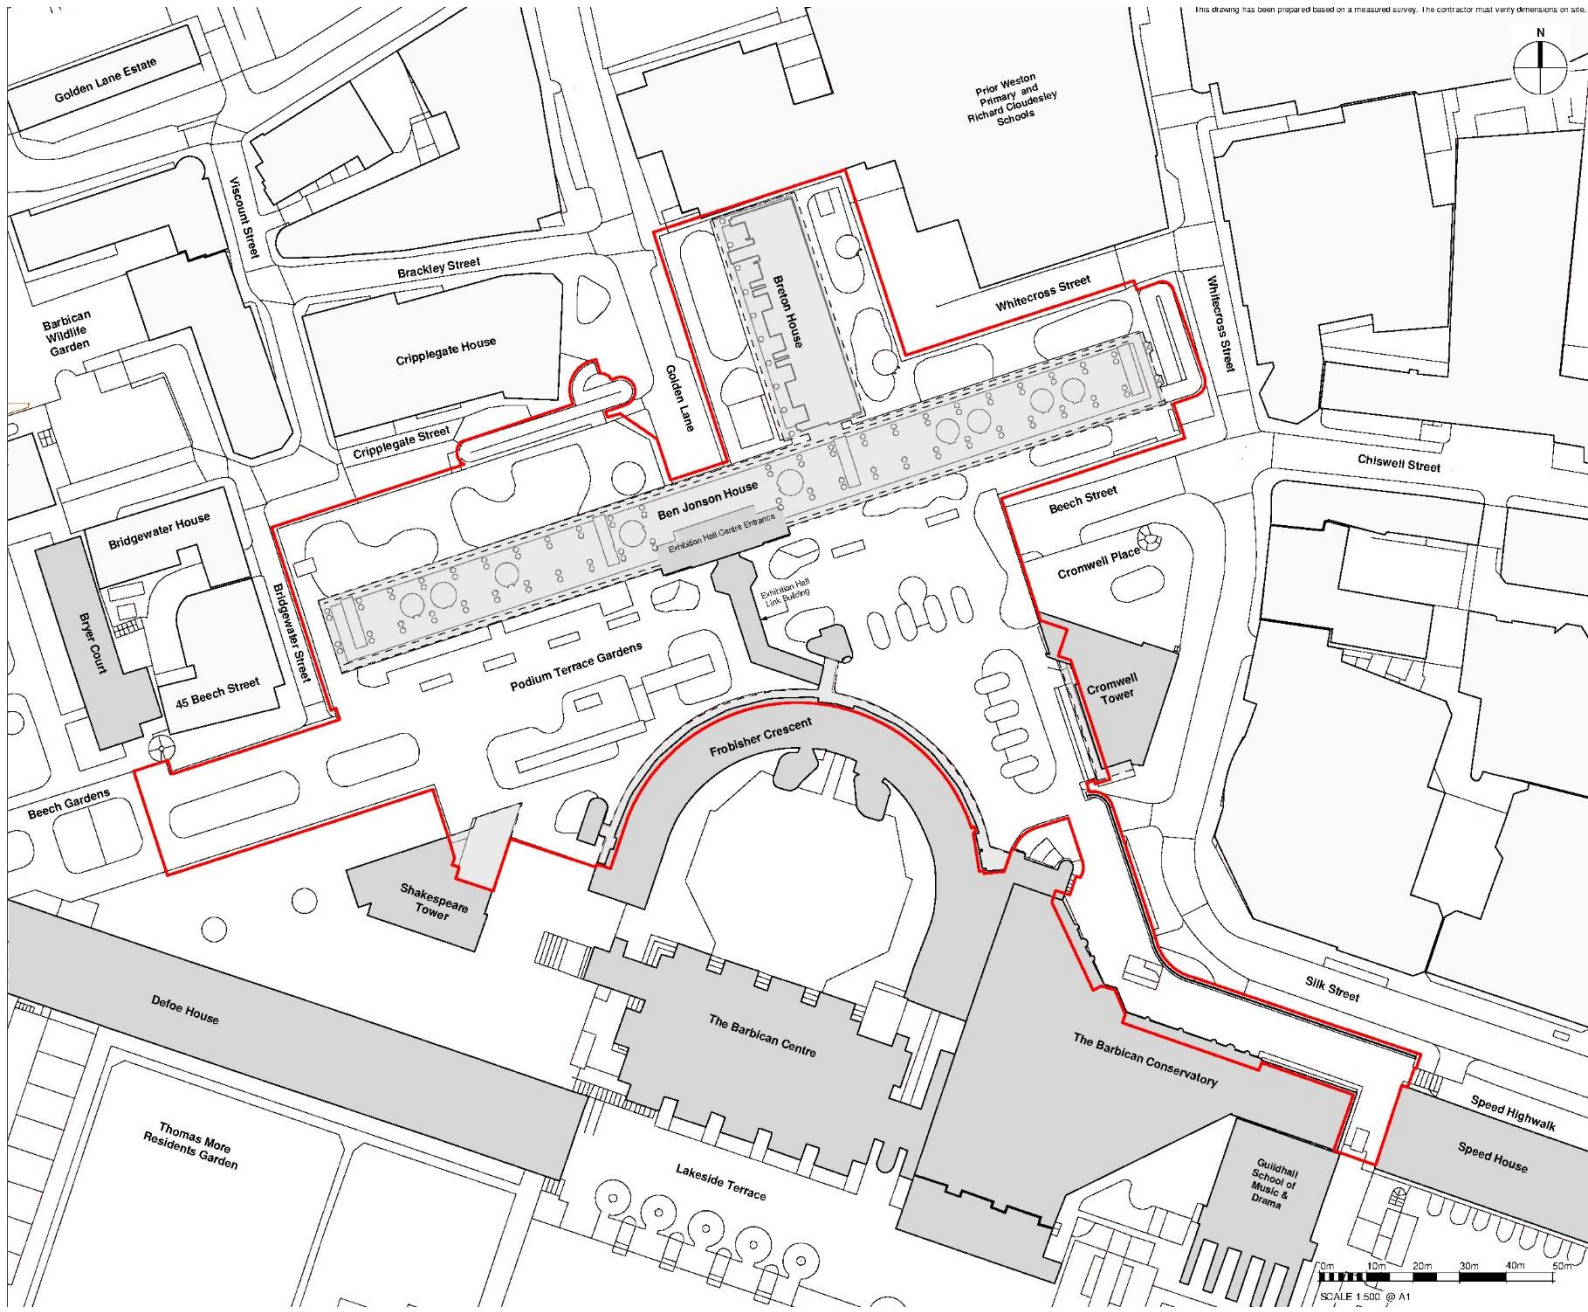 This drawing has been prepared based on a measured survey. The contractor must verify dimensions on site.
N
Golden Lane Estate
Prior Weston
Primary and
Richard Cloudesley
Schools
Viscount Street
Brackley Street
Barbican
Wildlife
Garden
Cripplegate House
Golden Lane
Breton House
Whitecross Street
Whitecross Street
Cripplegate Street
Chiswell Street
Beech Street
Ben Jonson House
Exhibition Hall Centre Entrance
Bridgewater House
Cromwell Place
Exhibition Hall
Link Building
Bryer Court
Bridgewater Street
Podium Terrace Gardens
45 Beech Street
Cromwell
Tower
Frobisher Crescent
Beech Gardens
Shakespeare
Tower
Silk Street
Defoe House
The Barbican Centre
The Barbican Conservatory
Speed Highwalk
Speed House
Thomas More
Residents Garden
Lakeside Terrace
Guildhall
School of
Music &
Drama
0m 10m 20m 30m 40m 50m
SCALE 1:500 @ A1